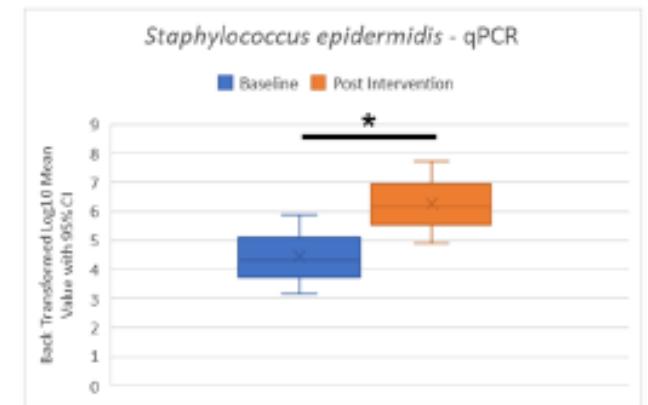 Staphylococcus epidermidis - qPCR
Baseline Post Intervention
*
9
8
7
6
5
4
3
2
1
0
Back Transformed Log10 Mean
Value with 95% CI